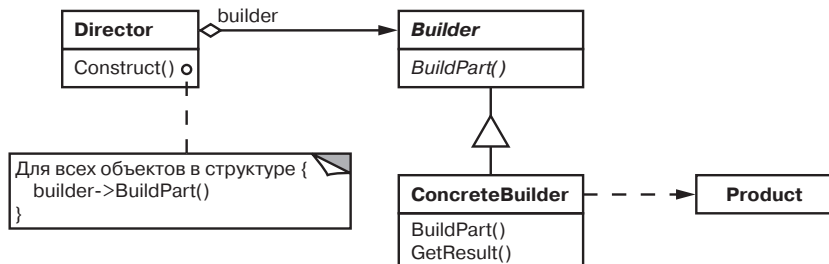 Director
Construct()
builder
Builder
BuildPart()
Для всех объектов в структуре {
builder->BuildPart()
}
ConcreteBuilder
BuildPart()
GetResult()
Product